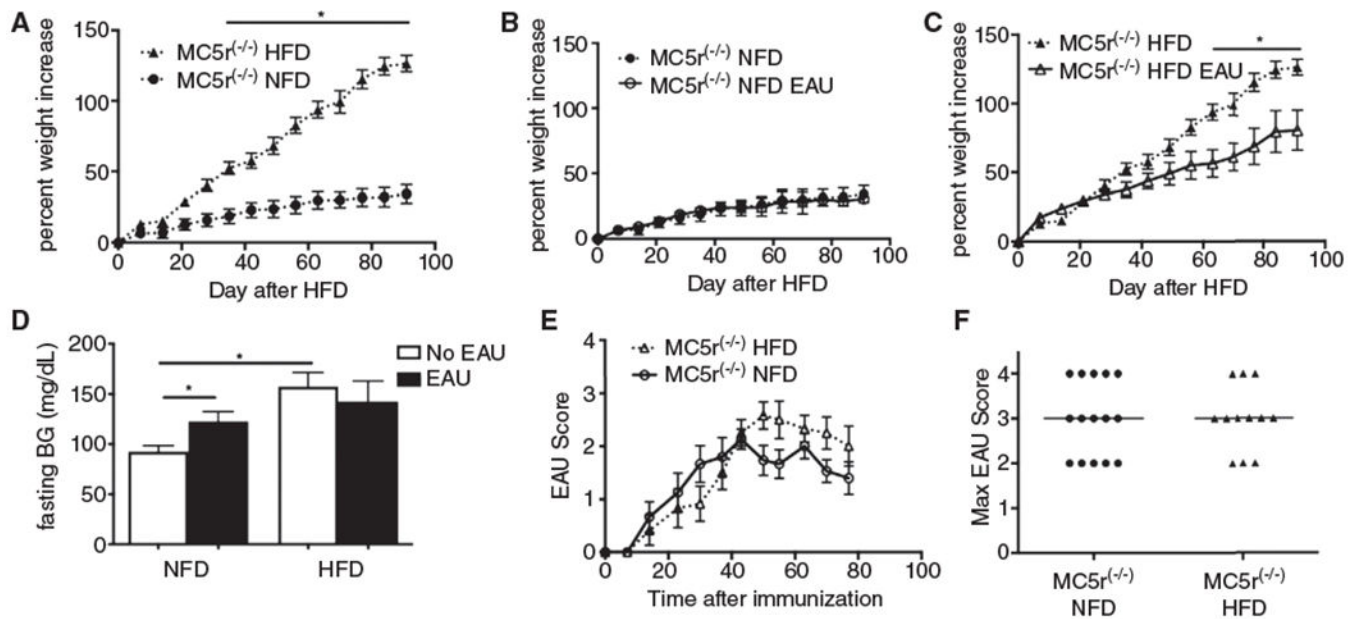 A
*
150
100
50
0
percent weight increase
MC5r(-/-) HFD
MC5r(-/-) NFD
0 20 40 60 80 100
Day after HFD
B
150
100
50
0
percent weight increase
MC5r(-/-) NFD
MC5r(-/-) NFD EAU
0 20 40 60 80 100
Day after HFD
C
150
100
50
0
percent weight increase
MC5r(-/-) HFD
*
MC5r(-/-) HFD EAU
0 20 40 60 80 100
Day after HFD
D
200
150
100
50
0
fasting BG (mg/dL)
*
*
No EAU
EAU
NFD HFD
E
4
3
2
1
0
EAU Score
MC5r(-/-) HFD
MC5r(-/-) NFD
0 20 40 60 80 100
Time after immunization
F
4
3
2
1
0
Max EAU Score
MC5r(-/-) MC5r(-/-)
NFD HFD